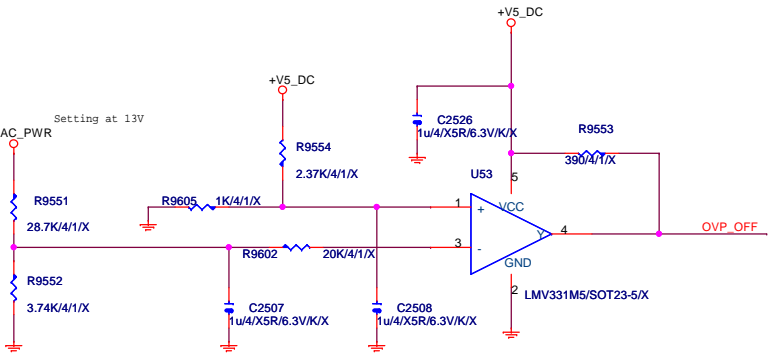 +V5_DC
+V5_DC
Setting at 13V
AC_PWR
C2526
1u/4/X5R/6.3V/K/X
R9553
390/4/1/X
R9554
2.37K/4/1/X
U53
5
VCC
R9551
28.7K/4/1/X
R9605
1K/4/1/X
1
+
3
-
Y
4
OVP_OFF
R9602
20K/4/1/X
GND
2
LMV331M5/SOT23-5/X
R9552
3.74K/4/1/X
C2507
1u/4/X5R/6.3V/K/X
C2508
1u/4/X5R/6.3V/K/X